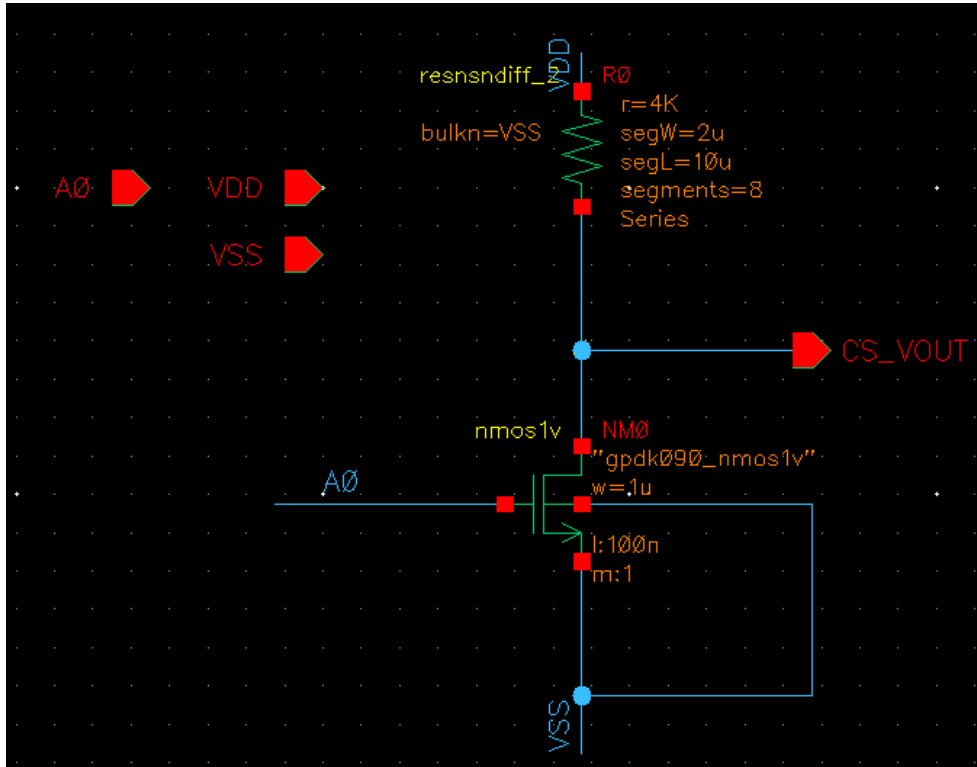 VDD
resnsndiff_2
R0
r=4K
bulkn=VSS
segW=2u
segL=10u
segments=8
Series
A0
VDD
VSS
CS_VOUT
nmos1v
NM0
"gpdk090_nmos1v"
w=1u
A0
l:100n
m:1
VSS